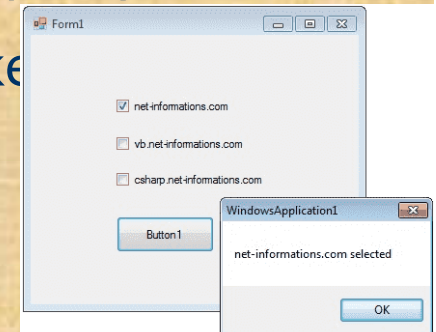 Form1
ke
net-informations.com
vb.net-informations.com
csharp.net-informations.com
Button1
WindowsApplication1
net-informations.com selected
OK